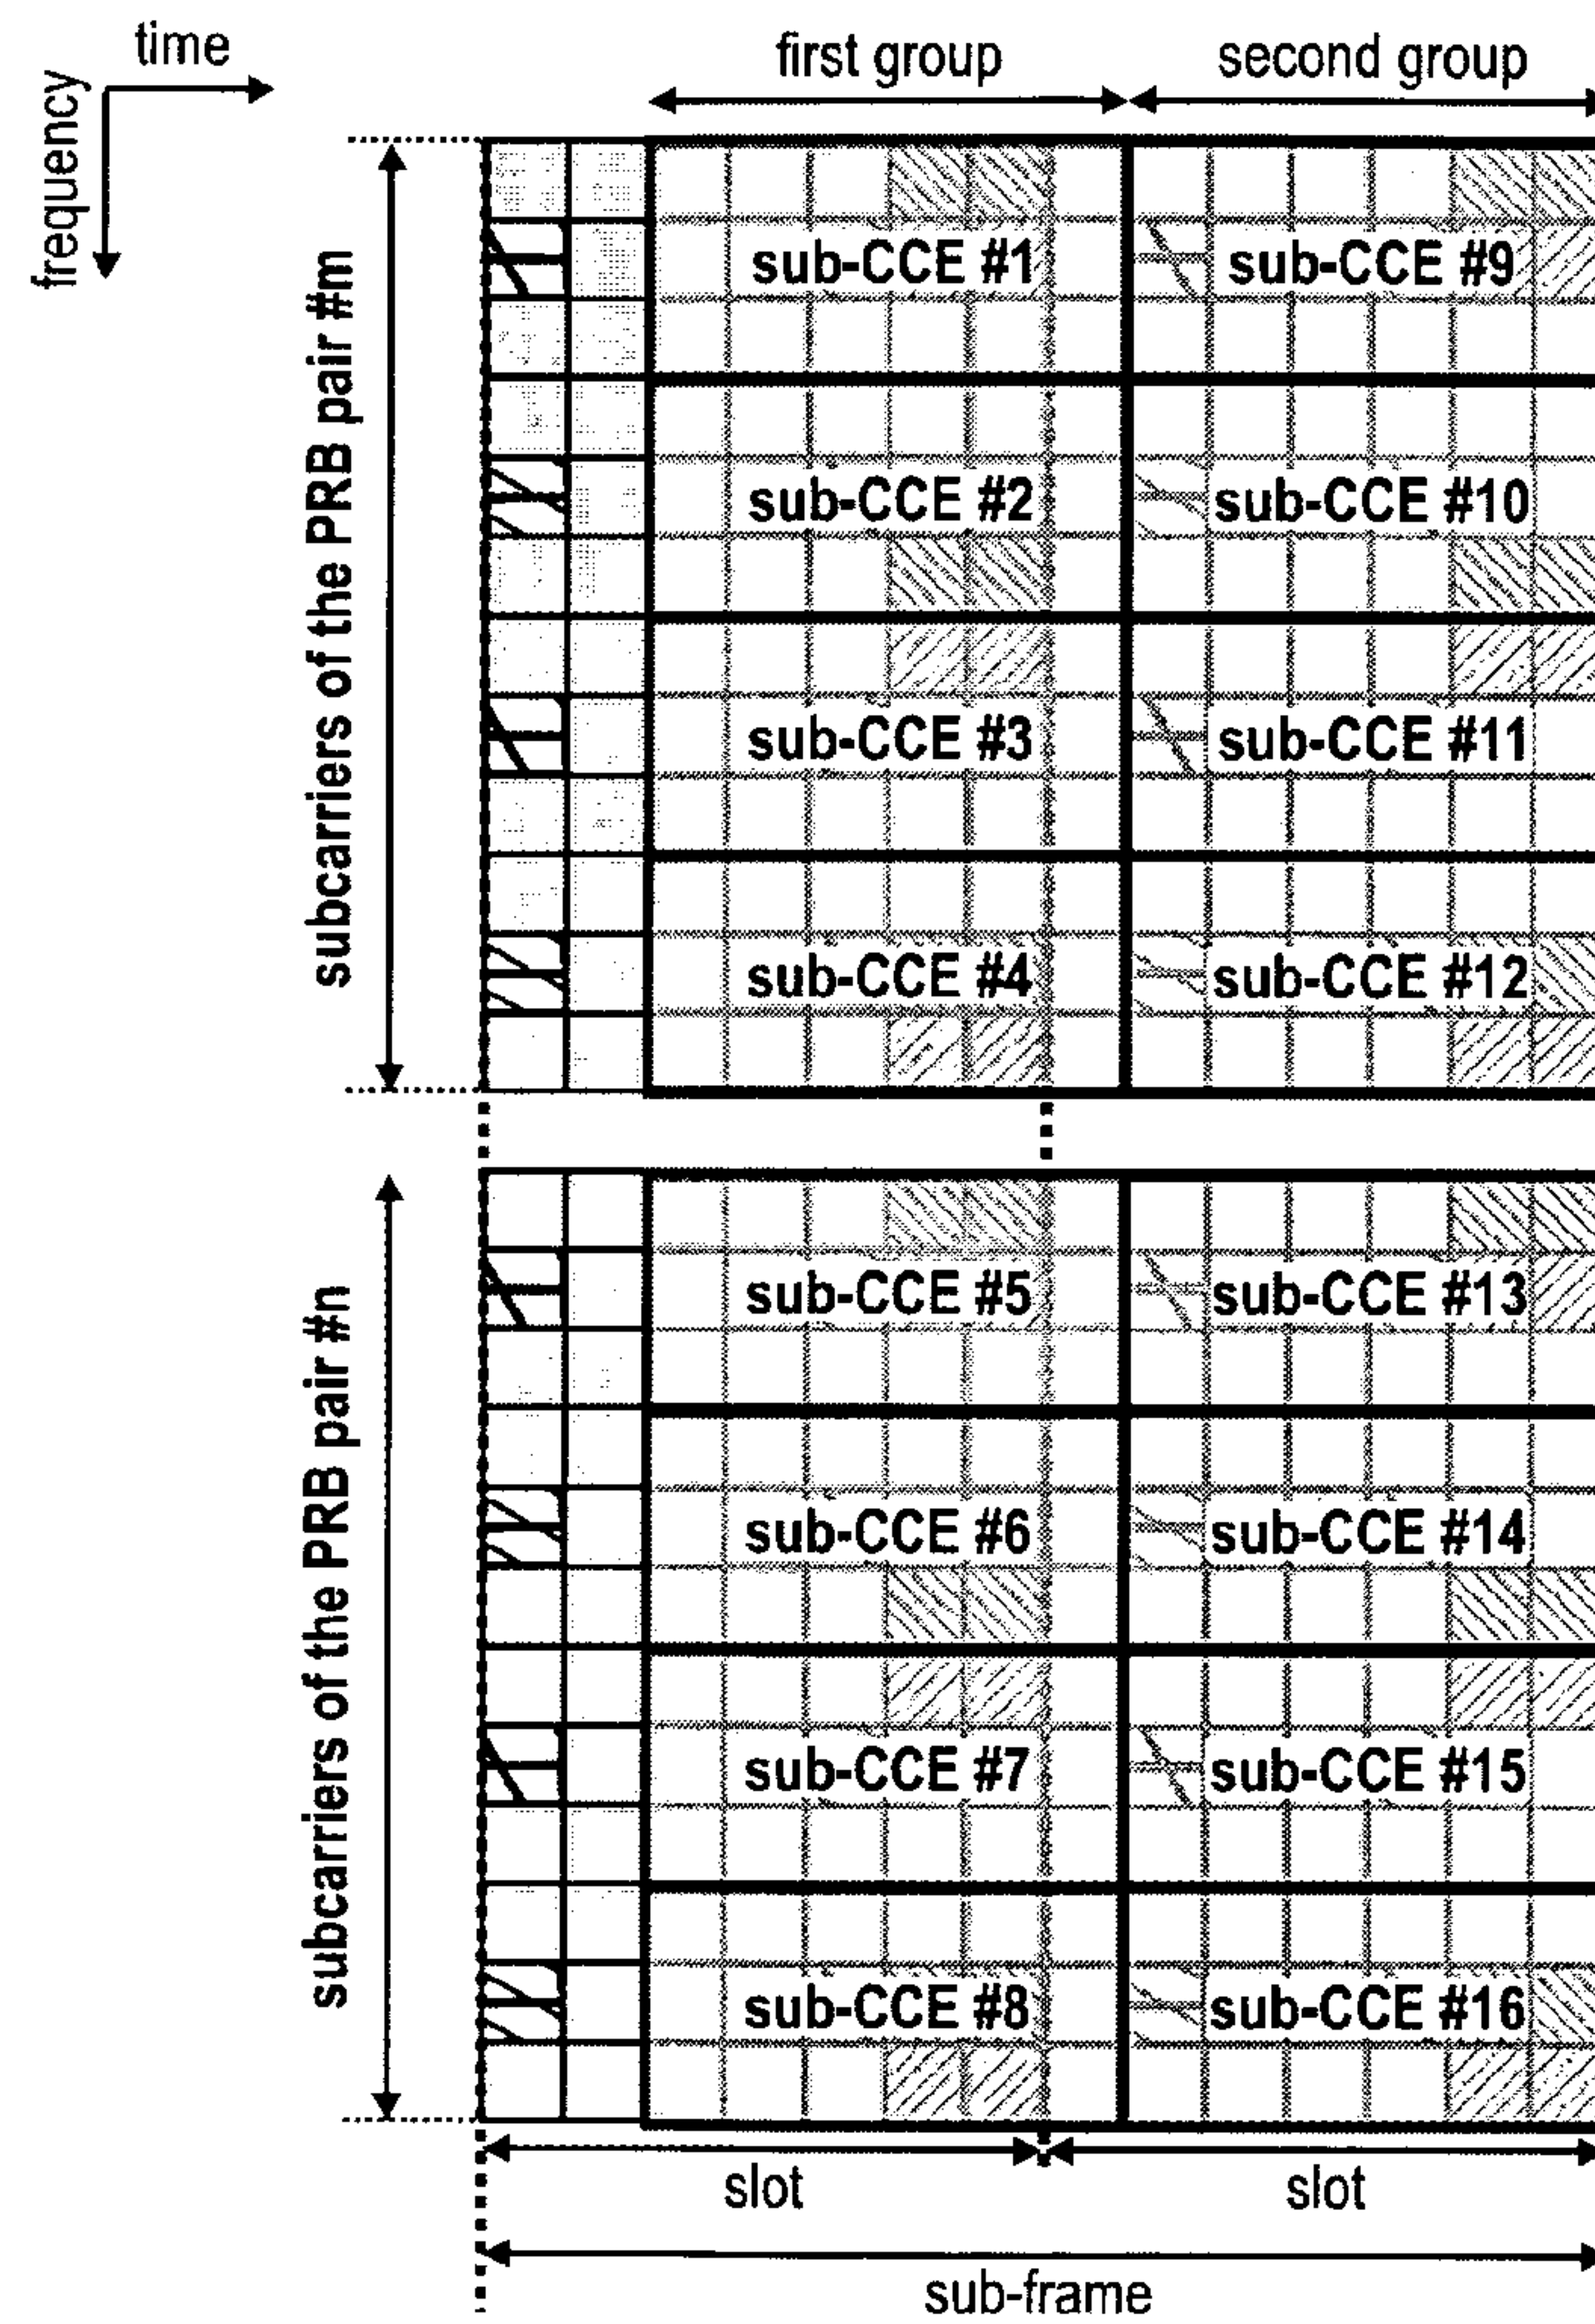 time
frequency
first group
second group
subcarriers of the PRB pair #m
sub-CCE #1
sub-CCE #9
sub-CCE #2
sub-CCE #10
sub-CCE #3
sub-CCE #11
sub-CCE #4
sub-CCE #12
subcarriers of the PRB pair #n
sub-CCE #5
sub-CCE #13
sub-CCE #6
sub-CCE #14
sub-CCE #7
sub-CCE #15
sub-CCE #8
sub-CCE #16
slot
slot
sub-frame